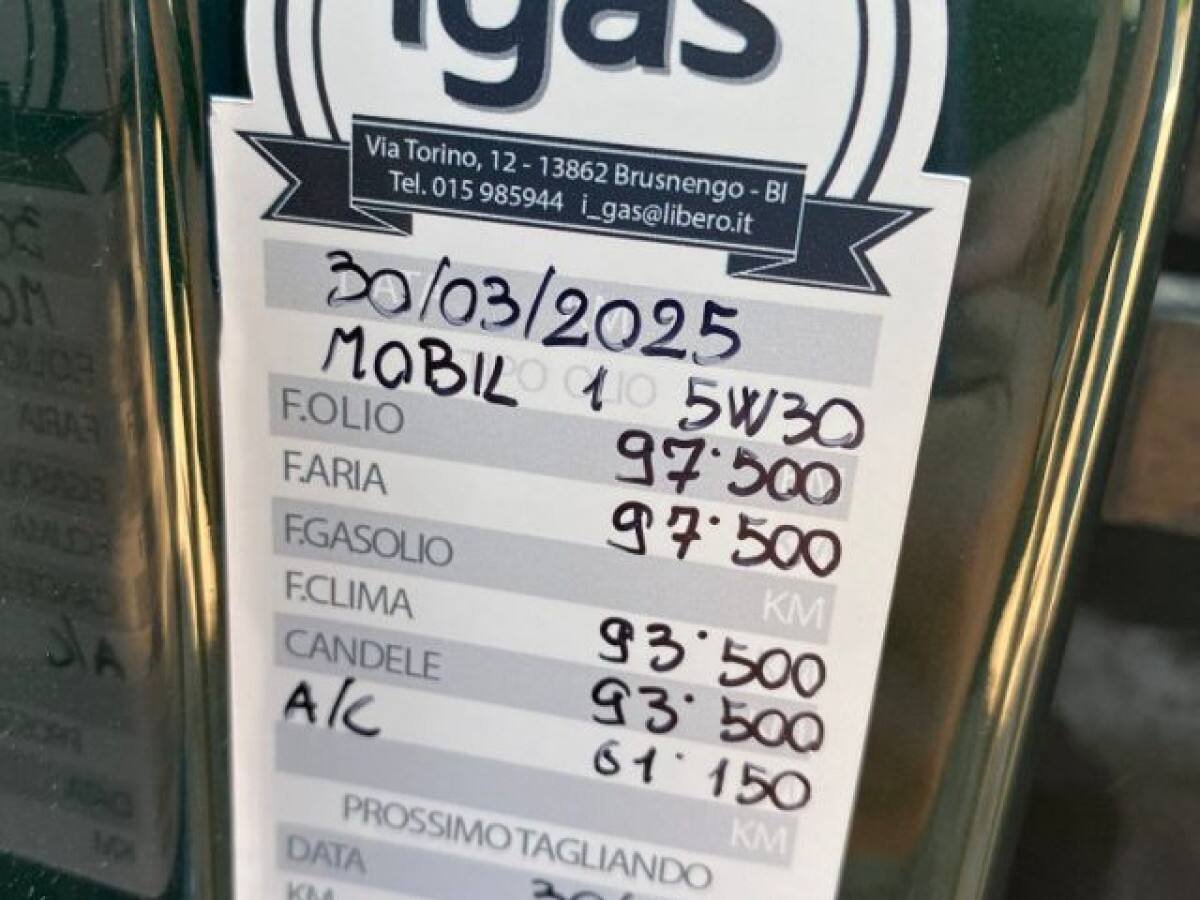 igas
Via Torino, 12 - 13862 Brusnengo - BI
Tel. 015 985944 i_gas@libero.it
30/03/2025
MOBIL 1 5W30
F.OLIO 97˙500
F.ARIA 97˙500
F.GASOLIO KM
F.CLIMA 93˙500
CANDELE 93˙500
A/C 61˙150
KM
PROSSIMO TAGLIANDO
DATA 30/
KM